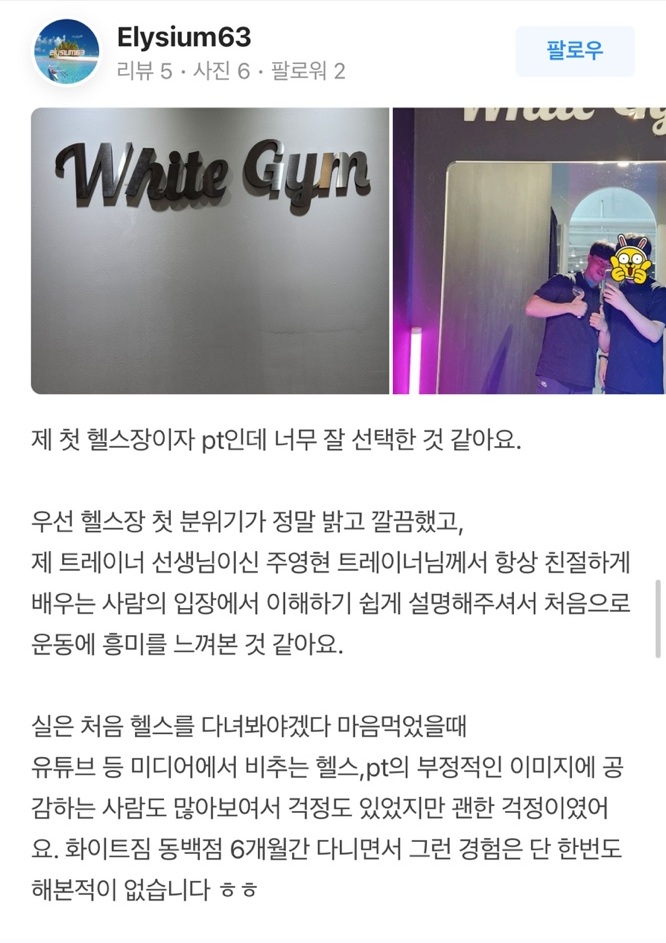 Elysium63
리뷰 5 · 사진 6 · 팔로워 2
팔로우
White Gym
White Gy
제 첫 헬스장이자 pt인데 너무 잘 선택한 것 같아요.
우선 헬스장 첫 분위기가 정말 밝고 깔끔했고,
제 트레이너 선생님이신 주영현 트레이너님께서 항상 친절하게
배우는 사람의 입장에서 이해하기 쉽게 설명해주셔서 처음으로
운동에 흥미를 느껴본 것 같아요.
실은 처음 헬스를 다녀봐야겠다 마음먹었을때
유튜브 등 미디어에서 비추는 헬스,pt의 부정적인 이미지에 공
감하는 사람도 많아보여서 걱정도 있었지만 괜한 걱정이였어
요. 화이트짐 동백점 6개월간 다니면서 그런 경험은 단 한번도
해본적이 없습니다 ㅎㅎ